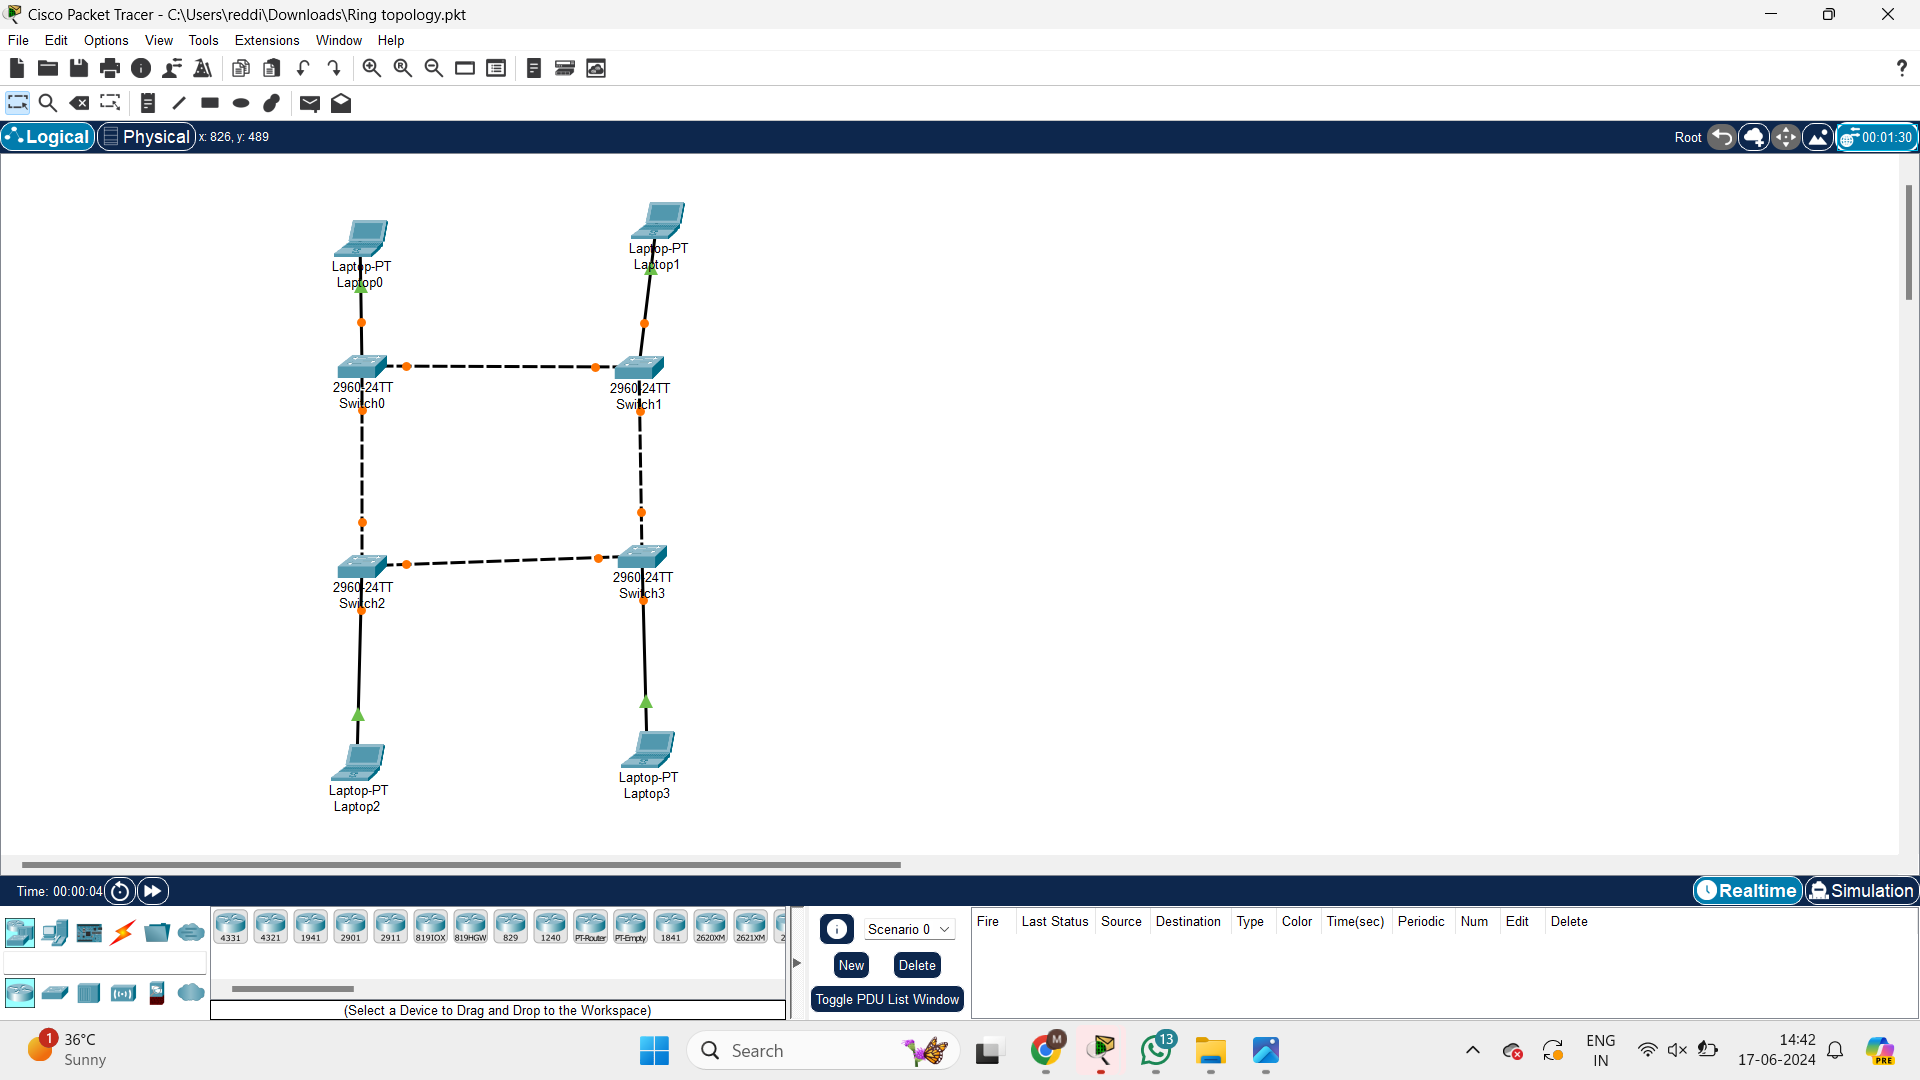 Cisco Packet Tracer - C:\Users\reddi\Downloads\Ring topology.pkt
File Edit Options View Tools Extensions Window Help
?
Logical Physical x: 826, y: 489 Root 00:01:30
Laptop-PT
Laptop0
Laptop-PT
Laptop1
2960-24TT
Switch0
2960-24TT
Switch1
2960-24TT
Switch2
2960-24TT
Switch3
Laptop-PT
Laptop2
Laptop-PT
Laptop3
Time: 00:00:04 Realtime Simulation
4331 4321 1941 2901 2911 819IOX 819HGW 829 1240 PT-Router PT-Empty 1841 2620XM 2621XM 2
(Select a Device to Drag and Drop to the Workspace)
Scenario 0
New Delete
Toggle PDU List Window
Fire Last Status Source Destination Type Color Time(sec) Periodic Num Edit Delete
1 36°C
Sunny
Search
M
13
ENG
IN
14:42
17-06-2024
PRE